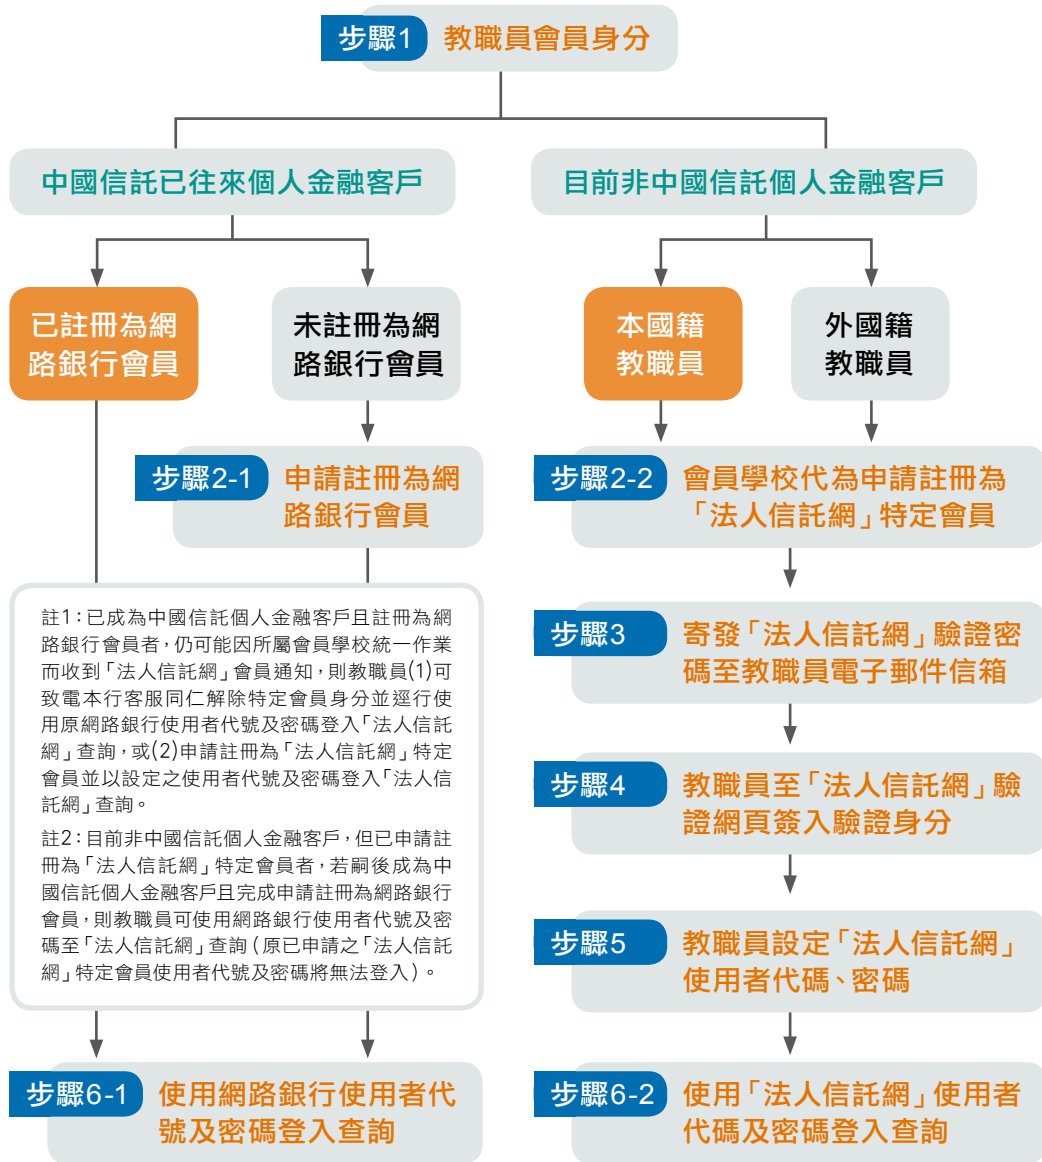 步驟1 教職員會員身分
中國信託已往來個人金融客戶
目前非中國信託個人金融客戶
已註冊為網
路銀行會員
未註冊為網
路銀行會員
本國籍
教職員
外國籍
教職員
步驟2-1 申請註冊為網
路銀行會員
步驟2-2 會員學校代為申請註冊為
「法人信託網」特定會員
註1:已成為中國信託個人金融客戶且註冊為網
路銀行會員者,仍可能因所屬會員學校統一作業
而收到「法人信託網」會員通知,則教職員(1)可
致電本行客服同仁解除特定會員身分並逕行使
用原網路銀行使用者代號及密碼登入「法人信託
網」查詢,或(2)申請註冊為「法人信託網」特定
會員並以設定之使用者代號及密碼登入「法人信
託網」查詢。
註2:目前非中國信託個人金融客戶,但已申請註
冊為「法人信託網」特定會員者,若嗣後成為中
國信託個人金融客戶且完成申請註冊為網路銀行
會員,則教職員可使用網路銀行使用者代號及密
碼至「法人信託網」查詢(原已申請之「法人信託
網」特定會員使用者代號及密碼將無法登入)。
步驟3 寄發「法人信託網」驗證密
碼至教職員電子郵件信箱
步驟4 教職員至「法人信託網」驗
證網頁簽入驗證身分
步驟5 教職員設定「法人信託網」
使用者代碼、密碼
步驟6-1 使用網路銀行使用者代
號及密碼登入查詢
步驟6-2 使用「法人信託網」使用者
代碼及密碼登入查詢